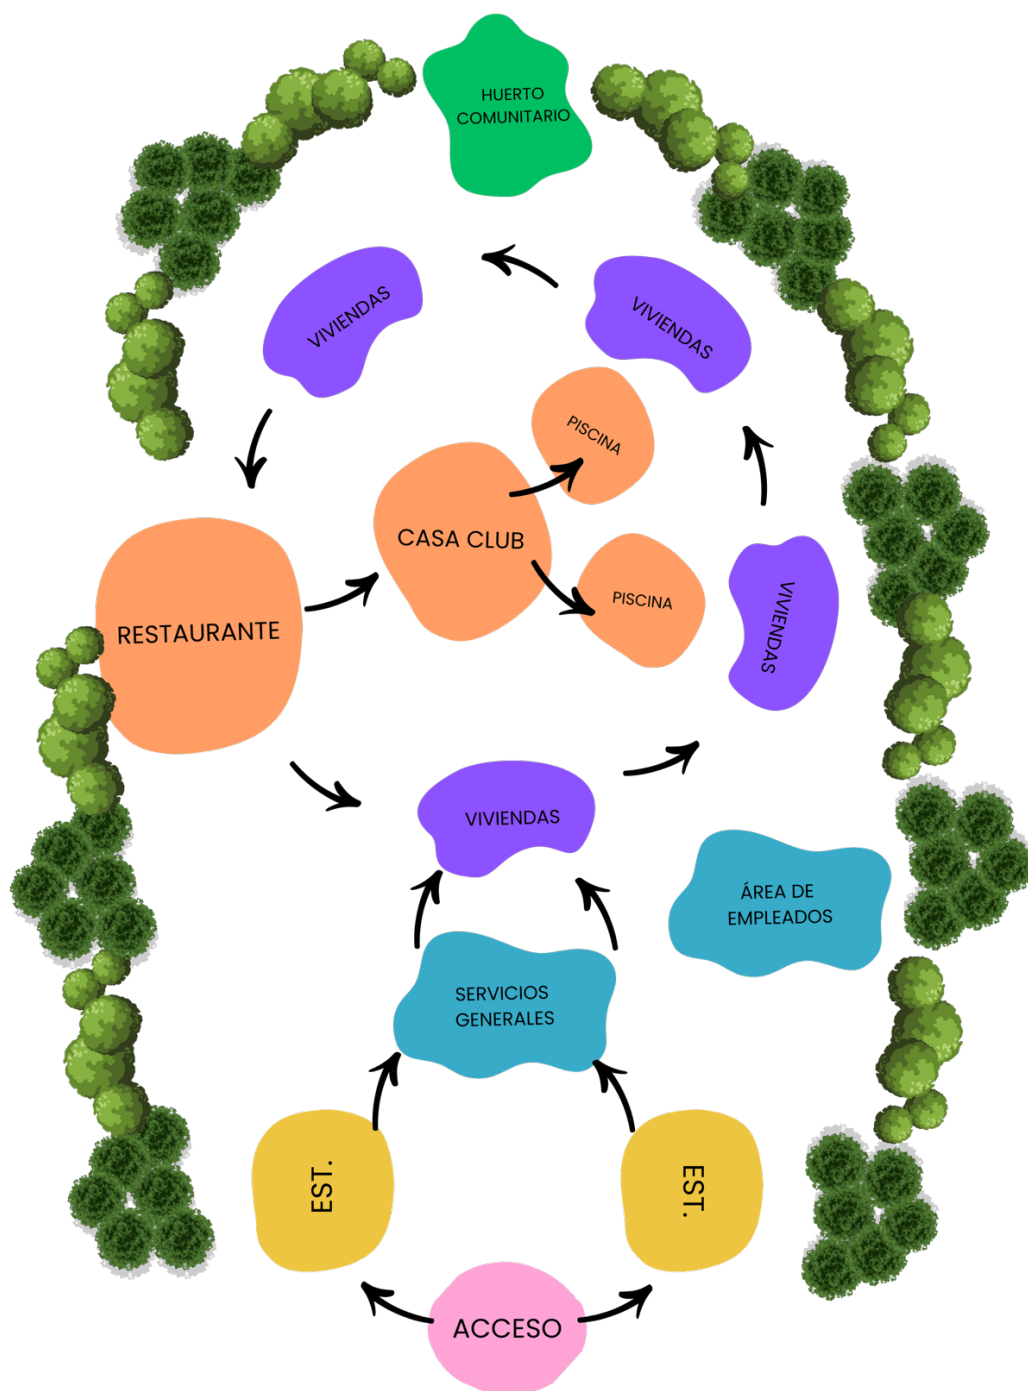 HUERTO
COMUNITARIO
VIVIENDAS
VIVIENDAS
PISCINA
CASA CLUB
PISCINA
RESTAURANTE
VIVIENDAS
VIVIENDAS
ÁREA DE
EMPLEADOS
SERVICIOS
GENERALES
EST.
EST.
ACCESO